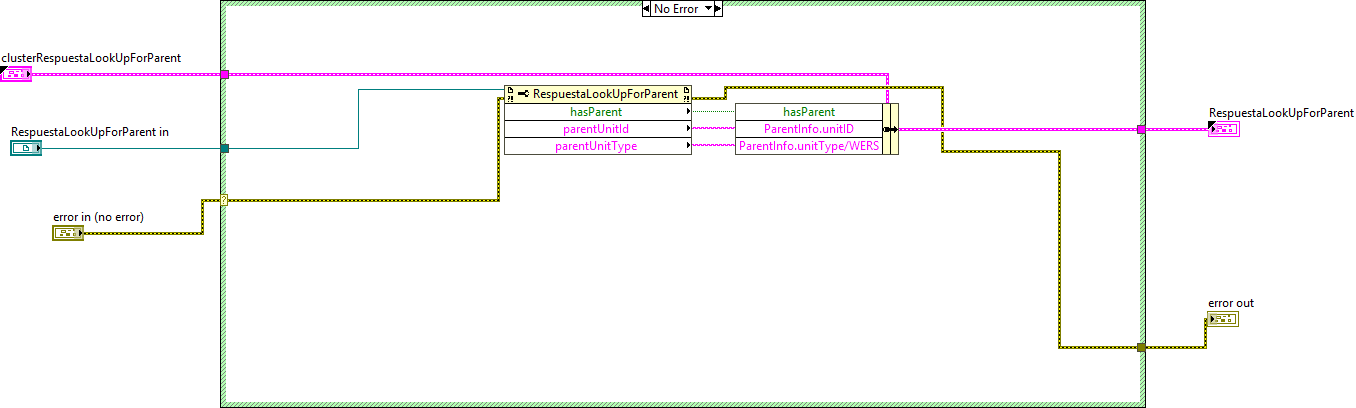 No Error
clusterRespuestaLookUpForParent
RespuestaLookUpForParent
hasParent
hasParent
RespuestaLookUpForParent
RespuestaLookUpForParent in
parentUnitId
ParentInfo.unitID
parentUnitType
ParentInfo.unitType/WERS
?
error in (no error)
error out